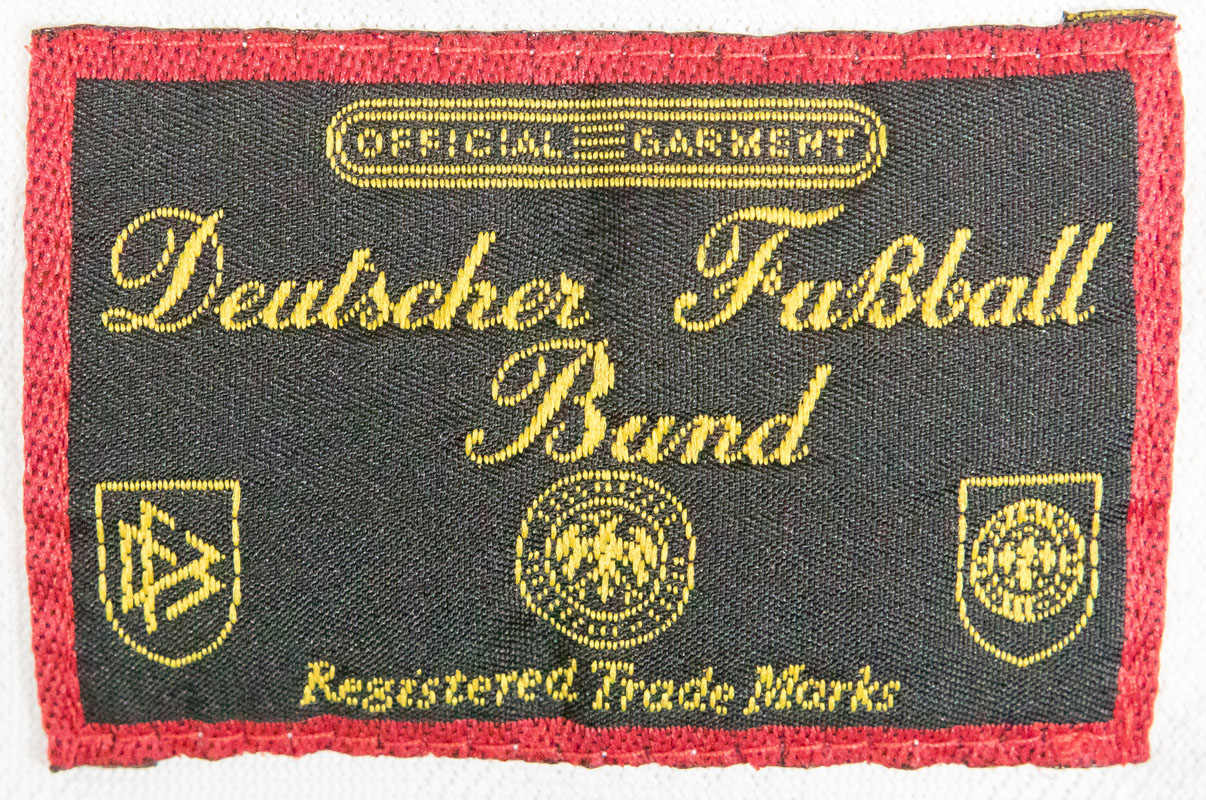 OFFICIAL GARMENT
Deutscher Fußball
Bund
Registered Trade Marks